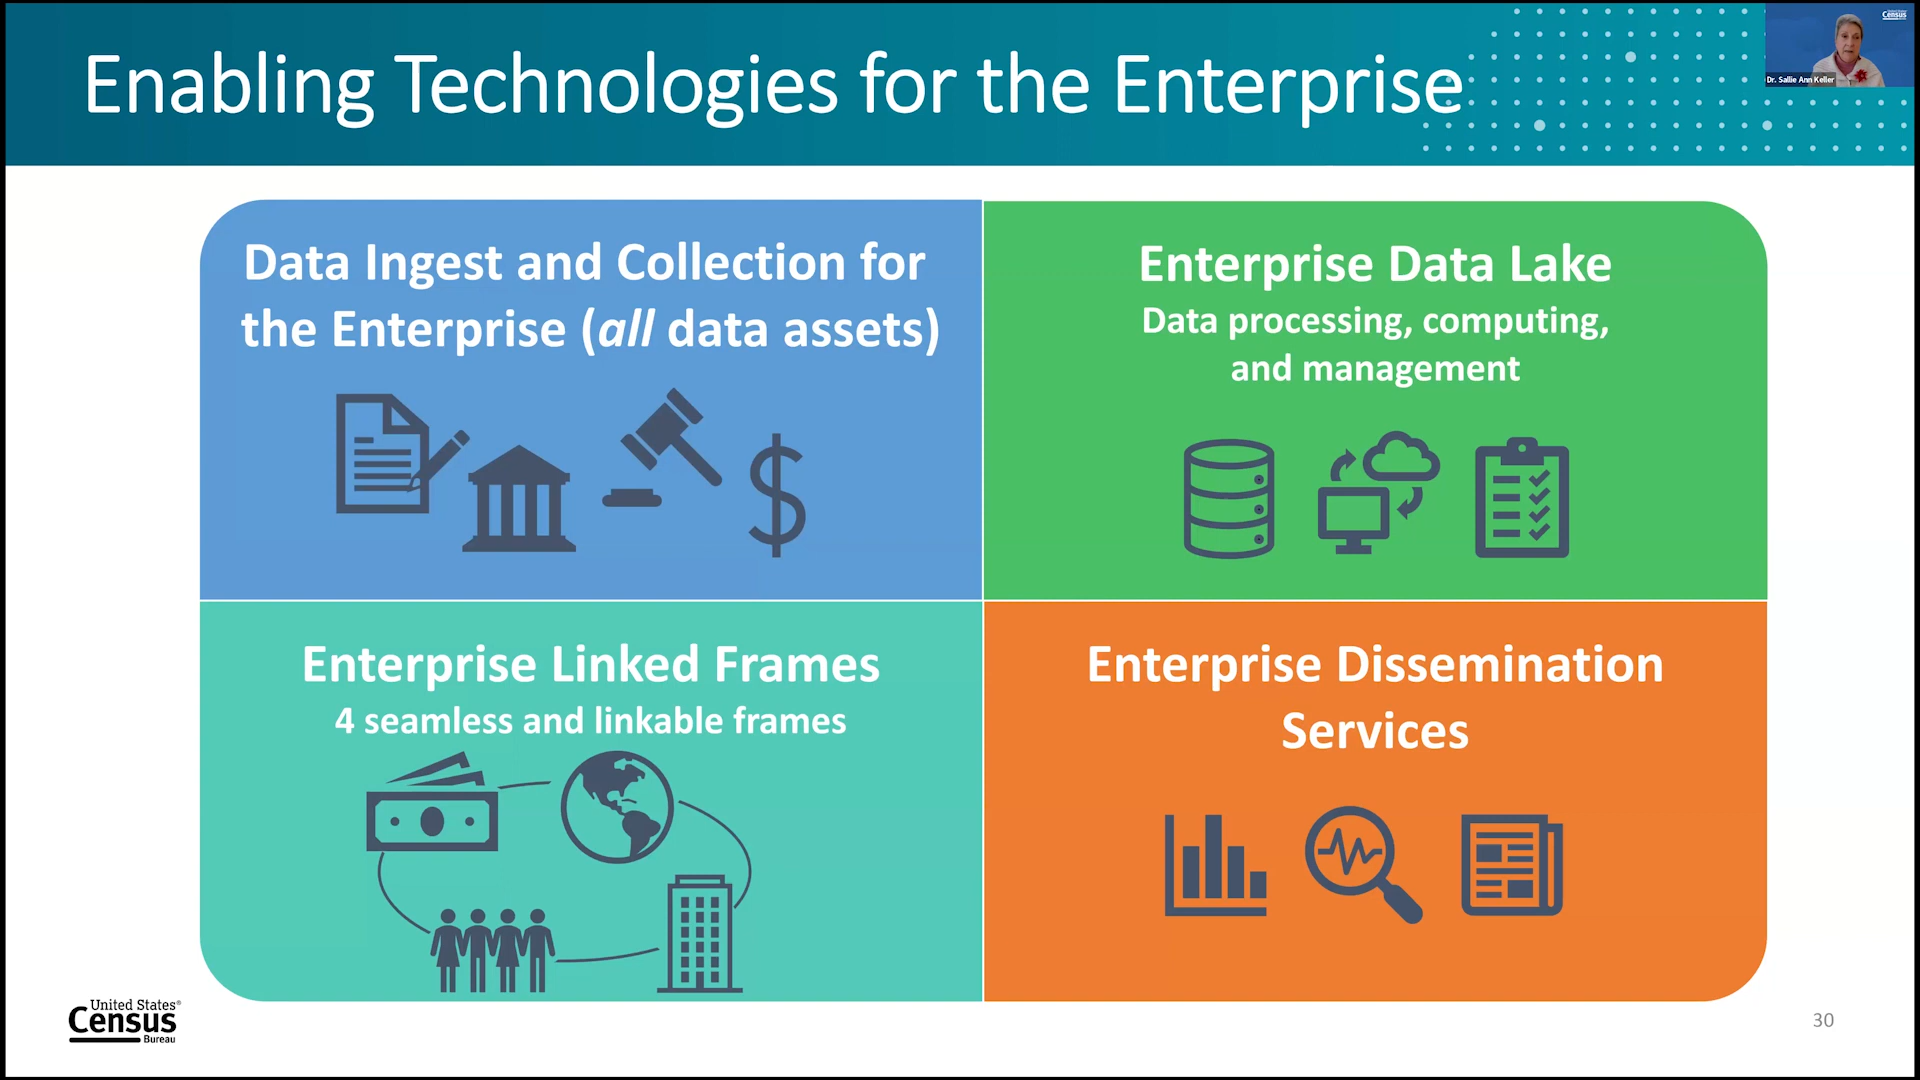 Enabling Technologies for the Enterprise
Census
Dr. Sallie Ann Keller
Data Ingest and Collection for
the Enterprise (all data assets)
Enterprise Data Lake
Data processing, computing,
and management
Enterprise Linked Frames
4 seamless and linkable frames
Enterprise Dissemination
Services
United States®
Census
Bureau
30